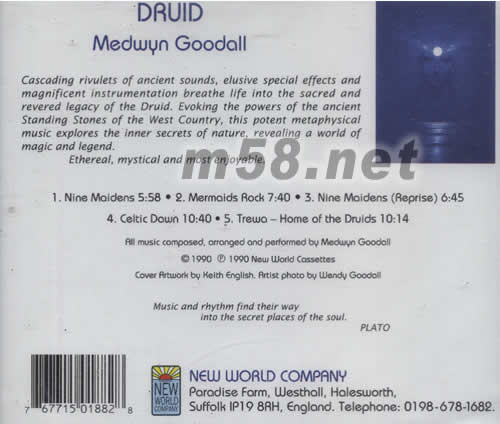 DRUID
Medwyn Goodall
Cascading rivulets of ancient sounds, elusive special effects and
magnificent instrumentation breathe life into the sacred and
revered legacy of the Druid. Evoking the powers of the ancient
Standing Stones of the West Country, this potent metaphysical
music explores the inner secrets of nature, revealing a world of
magic and legend.
Ethereal, mystical and most enjoyable.
m58.net
1. Nine Maidens 5:58 • 2. Mermaids Rock 7:40 • 3. Nine Maidens (Reprise) 6:45
4. Celtic Dawn 10:40 • 5. Trewa – Home of the Druids 10:14
All music composed, arranged and performed by Medwyn Goodall
© 1990 ℗ 1990 New World Cassettes
Cover Artwork by Keith English. Artist photo by Wendy Goodall
Music and rhythm find their way
into the secret places of the soul.
PLATO
7 67715 01882 8
NEW WORLD COMPANY
NEW WORLD COMPANY
Paradise Farm, Westhall, Halesworth,
Suffolk IP19 8RH, England. Telephone: 0198-678-1682.